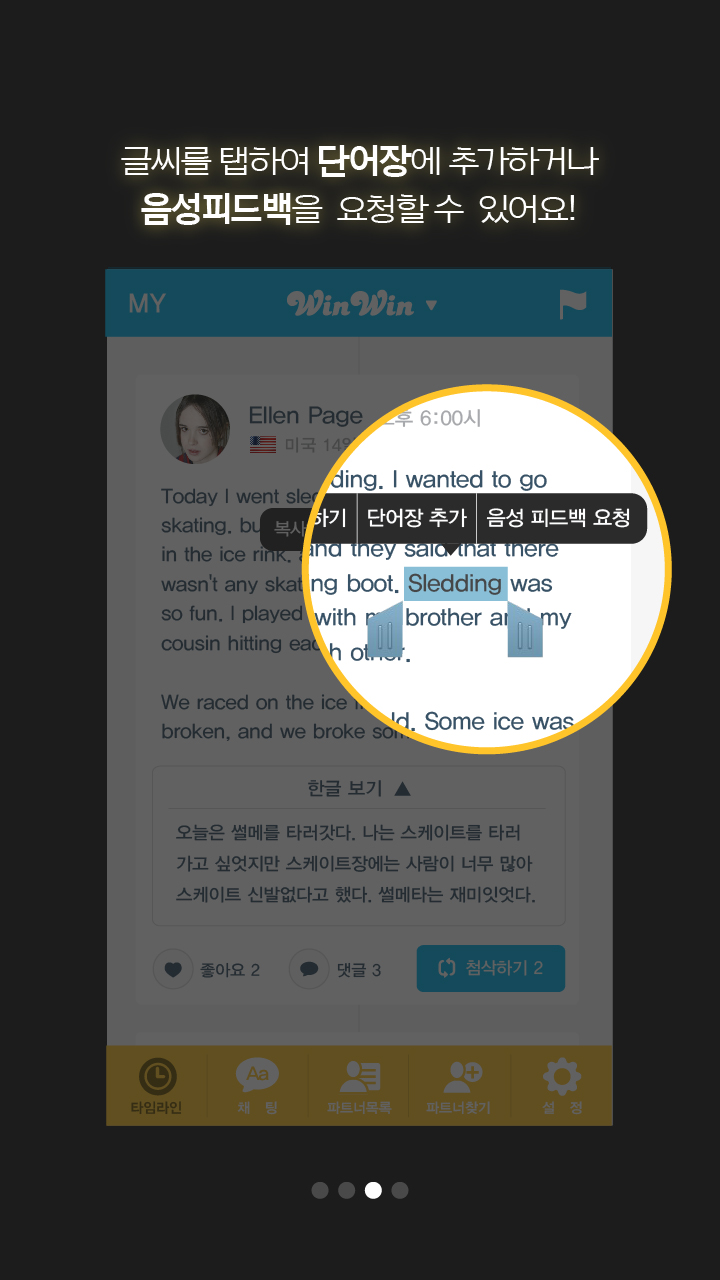 글씨를 탭하여 단어장에 추가하거나
음성피드백을 요청할 수 있어요!
MY WinWin ▼
Ellen Page 오후 6:00시
미국 14
ding. I wanted to go
Today I went sled
skating. bu
복사하기 단어장 추가 음성 피드백 요청
in the ice rink. and they said that there
wasn't any skating boot. Sledding was
so fun. I played with my brother and my
cousin hitting each other.
We raced on the ice ld. Some ice was
broken, and we broke som
한글 보기 ▲
오늘은 썰메를 타러갓다. 나는 스케이트를 타러
가고 싶엇지만 스케이트장에는 사람이 너무 많아
스케이트 신발없다고 했다. 썰메타는 재미잇엇다.
좋아요 2 댓글 3 첨삭하기 2
Aa
타임라인 채 팅 파트너목록 파트너찾기 설 정